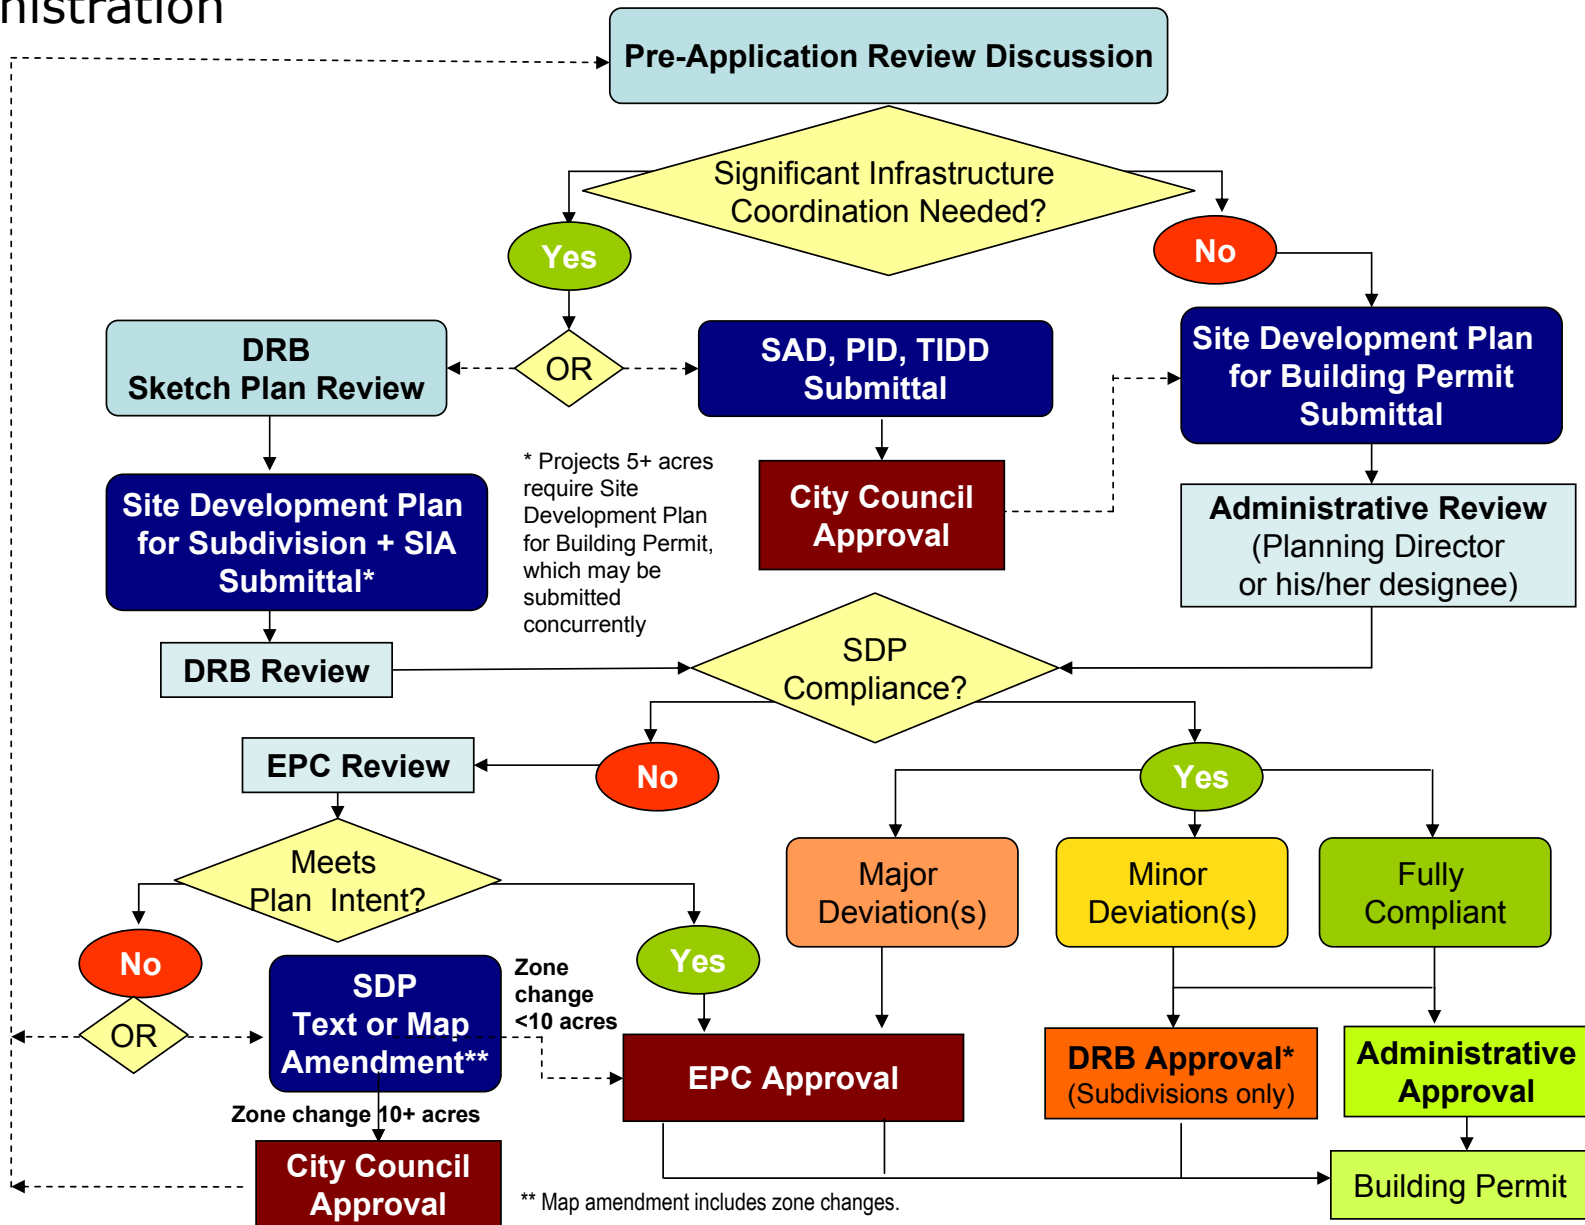 nistration
Pre-Application Review Discussion
Significant Infrastructure
Coordination Needed?
Yes
No
DRB
Sketch Plan Review
OR
SAD, PID, TIDD
Submittal
Site Development Plan
for Building Permit
Submittal
* Projects 5+ acres
require Site
Development Plan
for Building Permit,
which may be
submitted
concurrently
City Council
Approval
Site Development Plan
for Subdivision + SIA
Submittal*
Administrative Review
(Planning Director
or his/her designee)
DRB Review
SDP
Compliance?
EPC Review
No
Yes
Meets
Plan Intent?
Major
Deviation(s)
Minor
Deviation(s)
Fully
Compliant
No
Yes
OR
SDP
Text or Map
Amendment**
Zone
change
<10 acres
EPC Approval
DRB Approval*
(Subdivisions only)
Administrative
Approval
Zone change 10+ acres
City Council
Approval
** Map amendment includes zone changes.
Building Permit